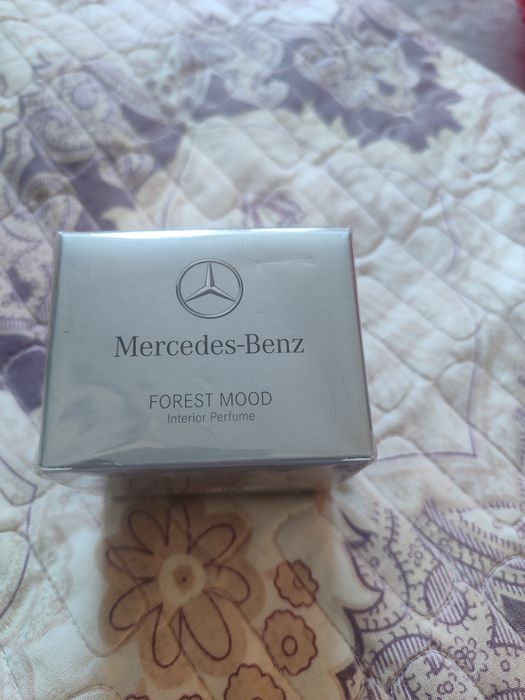 Mercedes-Benz
FOREST MOOD
Interior Perfume